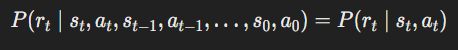 P(r_t | s_t, a_t, s_{t−1}, a_{t−1}, . . . , s_0, a_0) = P(r_t | s_t, a_t)